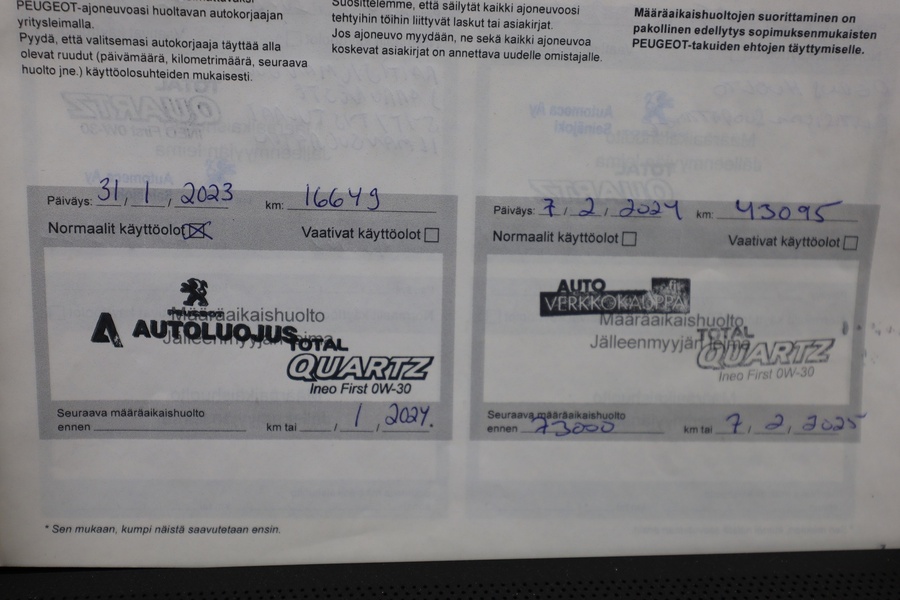 PEUGEOT-ajoneuvoasi huoltavan autokorjaajan
yritysleimalla.
Pyydä, että valitsemasi autokorjaaja täyttää alla
olevat ruudut (päivämäärä, kilometrimäärä, seuraava
huolto jne.) käyttöolosuhteiden mukaisesti.
Suosittelemme, että säilytät kaikki ajoneuvoosi
tehtyihin töihin liittyvät laskut tai asiakirjat.
Jos ajoneuvo myydään, ne sekä kaikki ajoneuvoa
koskevat asiakirjat on annettava uudelle omistajalle.
Määräaikaishuoltojen suorittaminen on
pakollinen edellytys sopimuksenmukaisten
PEUGEOT-takuiden ehtojen täyttymiselle.
Päiväys: 31, 1, 2023 km: 16649
Normaalit käyttöolot Vaativat käyttöolot
Määräaikaishuolto
AUTOLUOJUS
Jälleenmyyjän leima
TOTAL
QUARTZ
Ineo First 0W-30
Seuraava määräaikaishuolto
ennen km tai / 1, 2024.
Päiväys: 7, 2, 2024 km: 43095
Normaalit käyttöolot Vaativat käyttöolot
AUTO
VERKKOKAUPPA
Määräaikaishuolto
TOTAL
Jälleenmyyjän leima
QUARTZ
Ineo First 0W-30
Seuraava määräaikaishuolto
ennen 73000 km tai 7, 2, 2025
* Sen mukaan, kumpi näistä saavutetaan ensin.